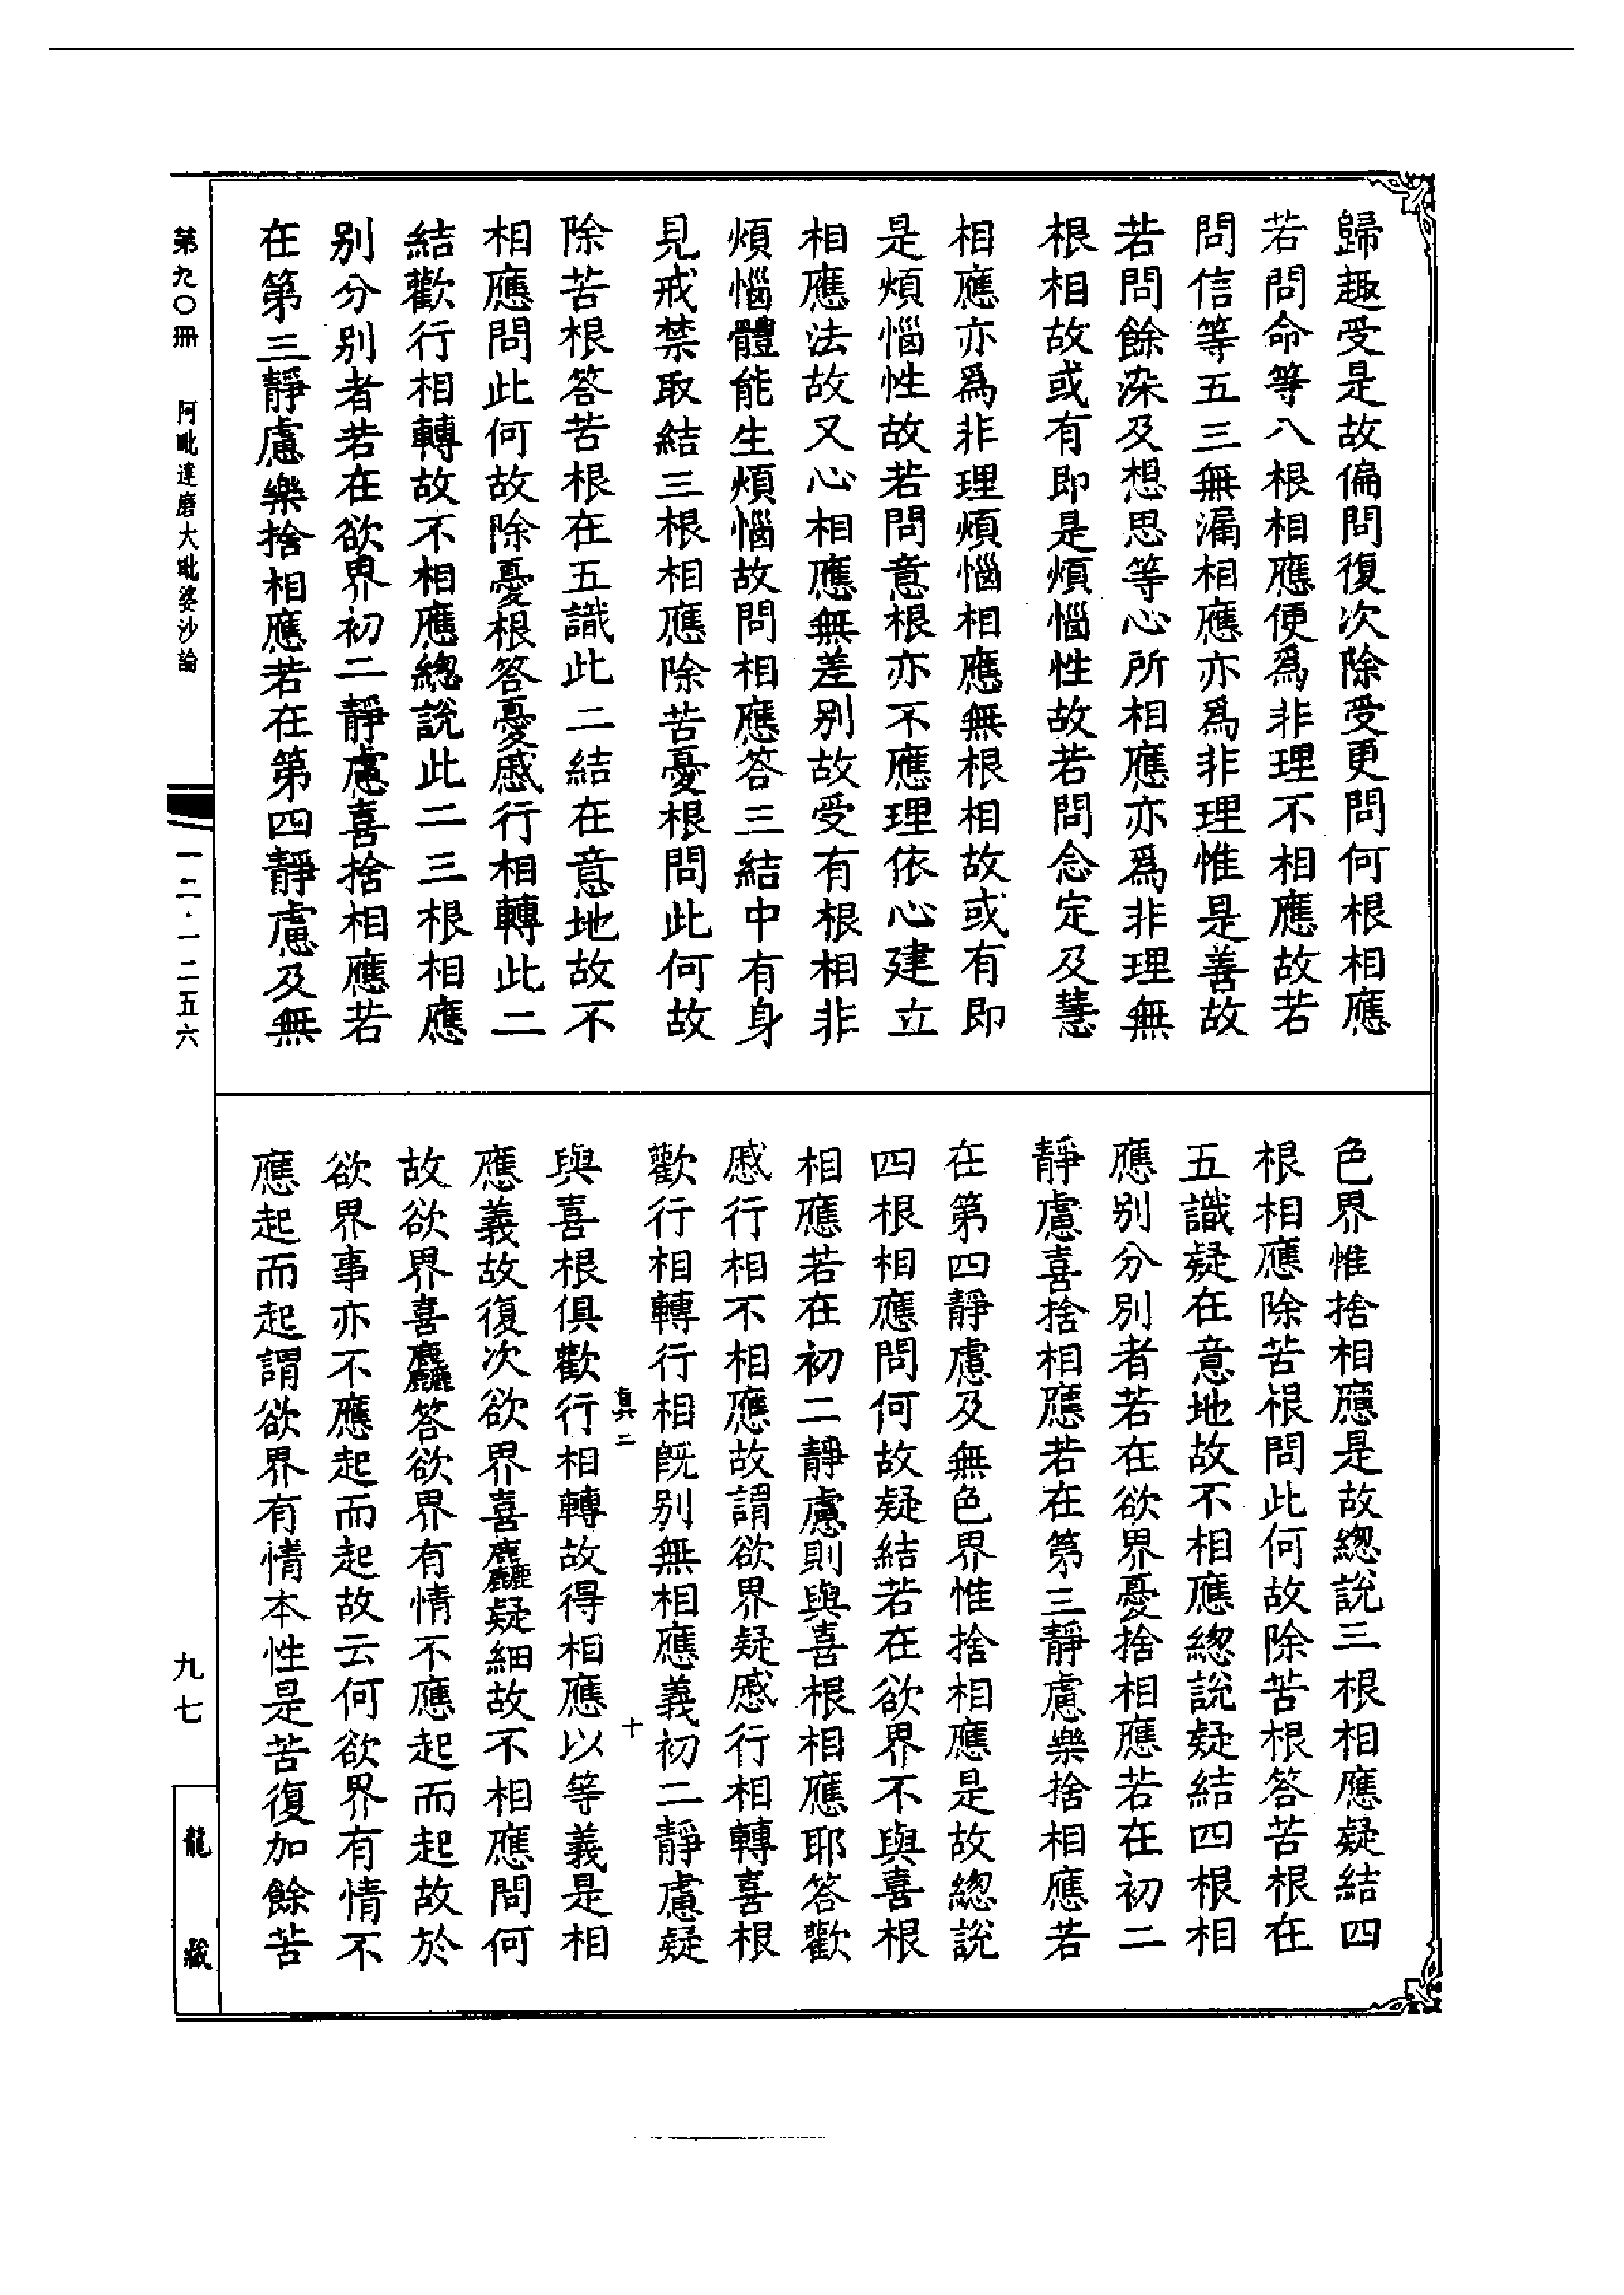 歸趣受是故偏問復次除受更問何根相應
若問命等八根相應便爲非理不相應故若
問信等五三無漏相應亦爲非理惟是善故
若問餘染及想思等心所相應亦爲非理無
根相故或有即是煩惱性故若問念定及慧
相應亦爲非理煩惱相應無根相故或有即
是煩惱性故若問意根亦不應理依心建立
相應法故又心相應無差别故受有根相非
煩惱體能生煩惱故問相應答三結中有身
見戒禁取結三根相應除苦憂根問此何故
除苦根答苦根在五識此二結在意地故不
相應問此何故除憂根答憂慼行相轉此二
結歡行相轉故不相應總說此二三根相應
别分别者若在欲界初二靜慮喜捨相應若
在第三靜慮樂捨相應若在第四靜慮及無
色界惟捨相應是故總說三根相應疑結四
根相應除苦根問此何故除苦根答苦根在
五識疑在意地故不相應總說疑結四根相
應别分别者若在欲界憂捨相應若在初二
靜慮喜捨相應若在第三靜慮樂捨相應若
在第四靜慮及無色界惟捨相應是故總說
四根相應問何故疑結若在欲界不與喜根
相應若在初二靜慮則與喜根相應耶答歡
慼行相不相應故謂欲界疑慼行相轉喜根
歡行相轉行相既别無相應義初二靜慮疑
真二 十
與喜根俱歡行相轉故得相應以等義是相
應義故復次欲界喜麤疑細故不相應問何
故欲界喜麤答欲界有情不應起而起故於
欲界事亦不應起而起故云何欲界有情不
應起而起謂欲界有情本性是苦復加餘苦
第九〇冊 阿毗達磨大毗婆沙論
一二·一二五六
九七
龍藏